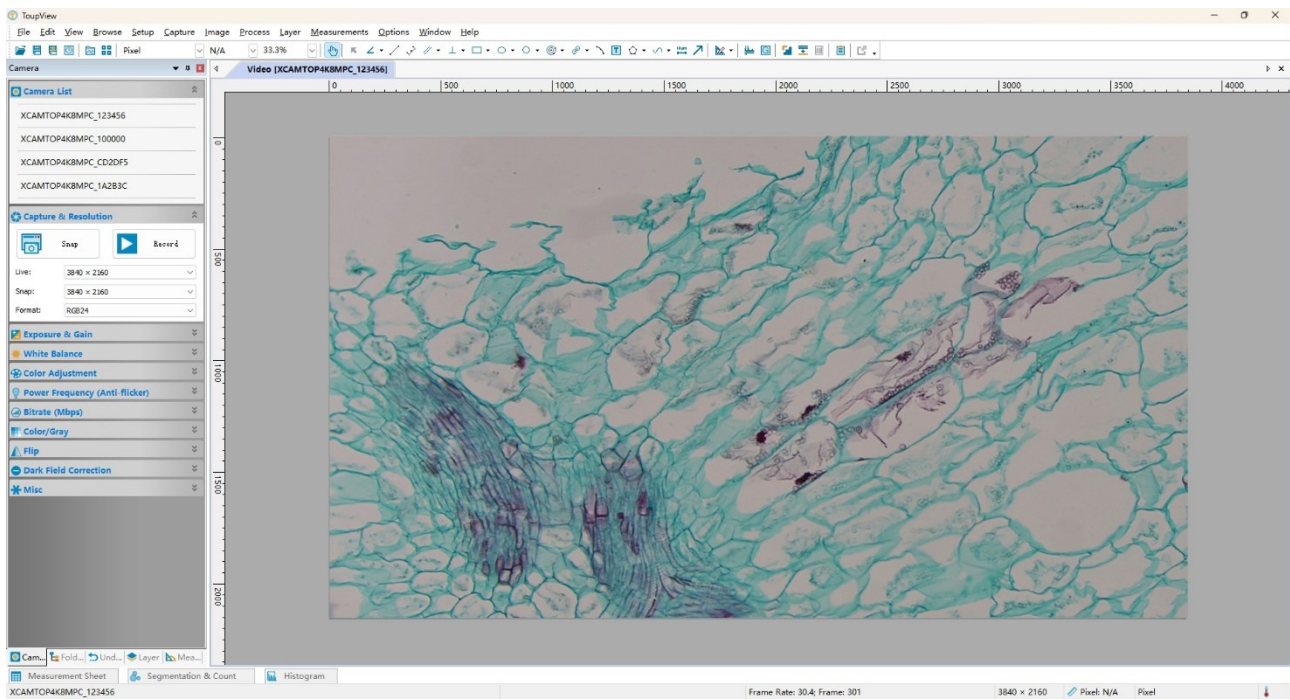 ToupView
File Edit View Browse Setup Capture Image Process Layer Measurements Options Window Help
Pixel N/A 33.3%
Camera
Video [XCAMTOP4K8MPC_123456]
Camera List
XCAMTOP4K8MPC_123456
XCAMTOP4K8MPC_100000
XCAMTOP4K8MPC_CD2DF5
XCAMTOP4K8MPC_1A2B3C
Capture & Resolution
Snap Record
Live: 3840 × 2160
Snap: 3840 × 2160
Format: RGB24
Exposure & Gain
White Balance
Color Adjustment
Power Frequency (Anti-flicker)
Bitrate (Mbps)
Color/Gray
Flip
Dark Field Correction
Misc
0 500 1000 1500 2000 2500 3000 3500 4000
0
500
1000
1500
2000
Cam... Fold... Und... Layer Mea...
Measurement Sheet Segmentation & Count Histogram
XCAMTOP4K8MPC_123456 Frame Rate: 30.4; Frame: 301 3840 × 2160 Pixel: N/A Pixel